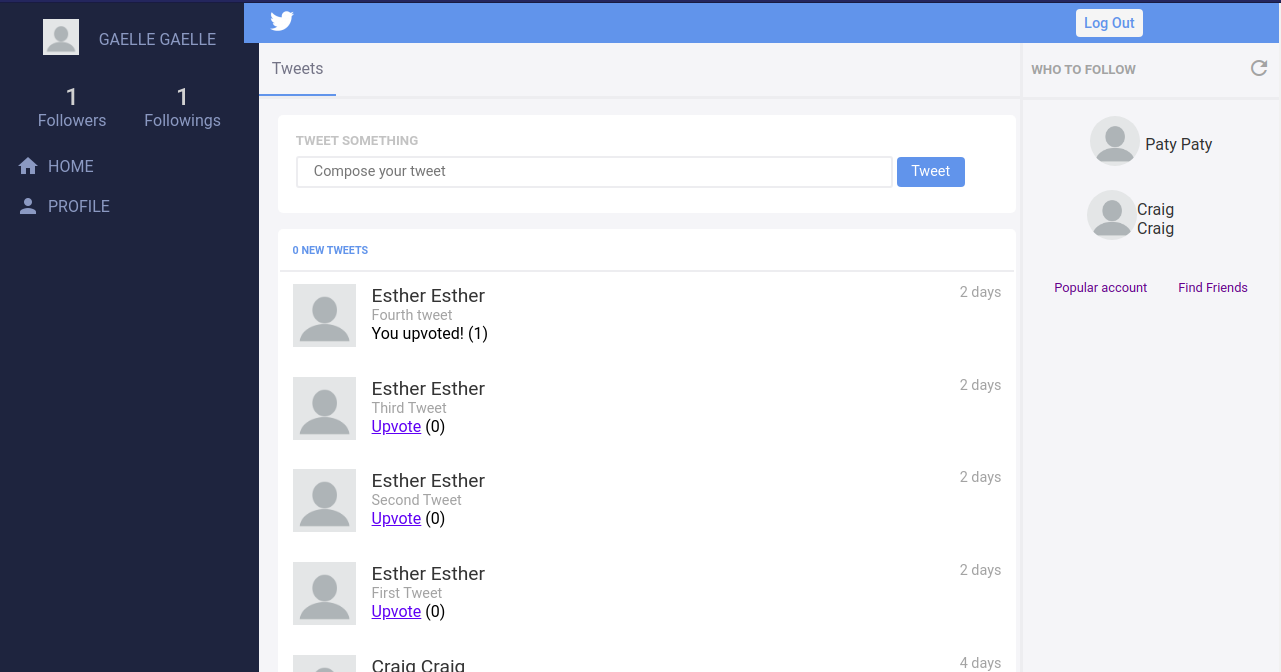 GAELLE GAELLE
1
1
Followers
Followings
HOME
PROFILE
Log Out
Tweets
TWEET SOMETHING
Compose your tweet
Tweet
0 NEW TWEETS
Esther Esther
2 days
Fourth tweet
You upvoted! (1)
Esther Esther
2 days
Third Tweet
Upvote (0)
Esther Esther
2 days
Second Tweet
Upvote (0)
Esther Esther
2 days
First Tweet
Upvote (0)
Craig Craig
4 days
WHO TO FOLLOW
Paty Paty
Craig
Craig
Popular account
Find Friends